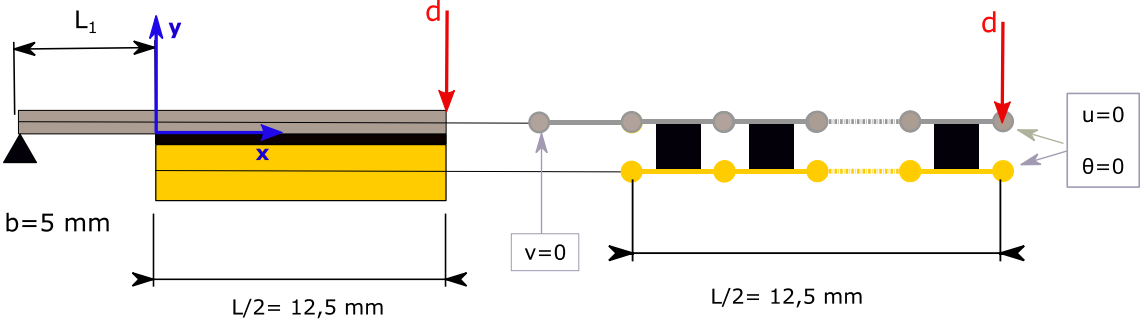 L₁
y
d
d
u=0
θ=0
x
b=5 mm
v=0
L/2= 12,5 mm
L/2= 12,5 mm